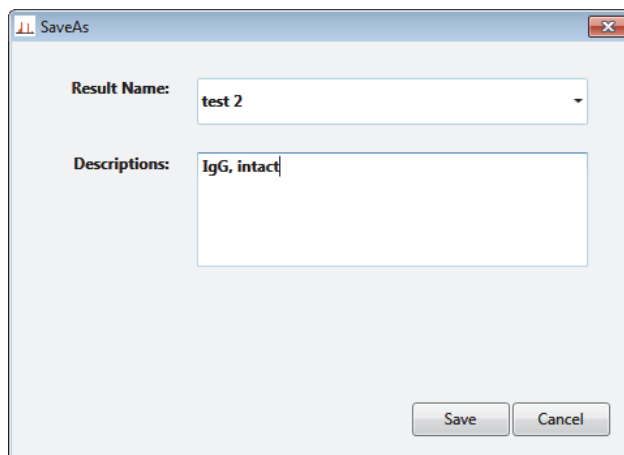 SaveAs
Result Name:
test 2
Descriptions:
IgG, intact
Save Cancel